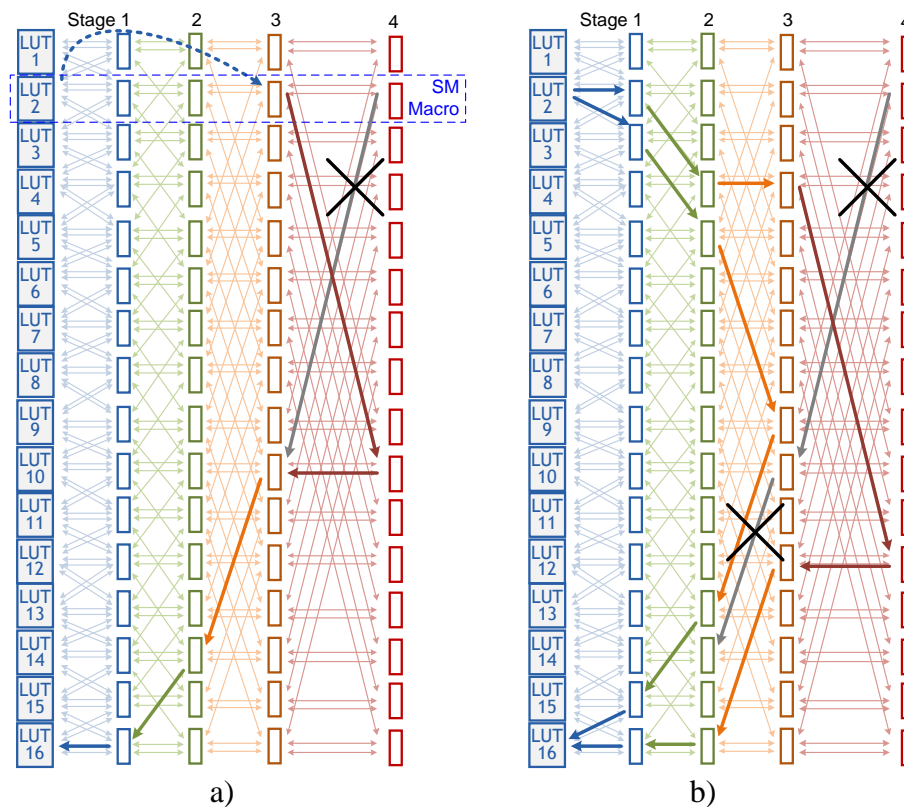 Stage 1 2 3 4
LUT
1
LUT
2
SM
Macro
LUT
3
LUT
4
LUT
5
LUT
6
LUT
7
LUT
8
LUT
9
LUT
10
LUT
11
LUT
12
LUT
13
LUT
14
LUT
15
LUT
16
a)
Stage 1 2 3 4
LUT
1
LUT
2
LUT
3
LUT
4
LUT
5
LUT
6
LUT
7
LUT
8
LUT
9
LUT
10
LUT
11
LUT
12
LUT
13
LUT
14
LUT
15
LUT
16
b)